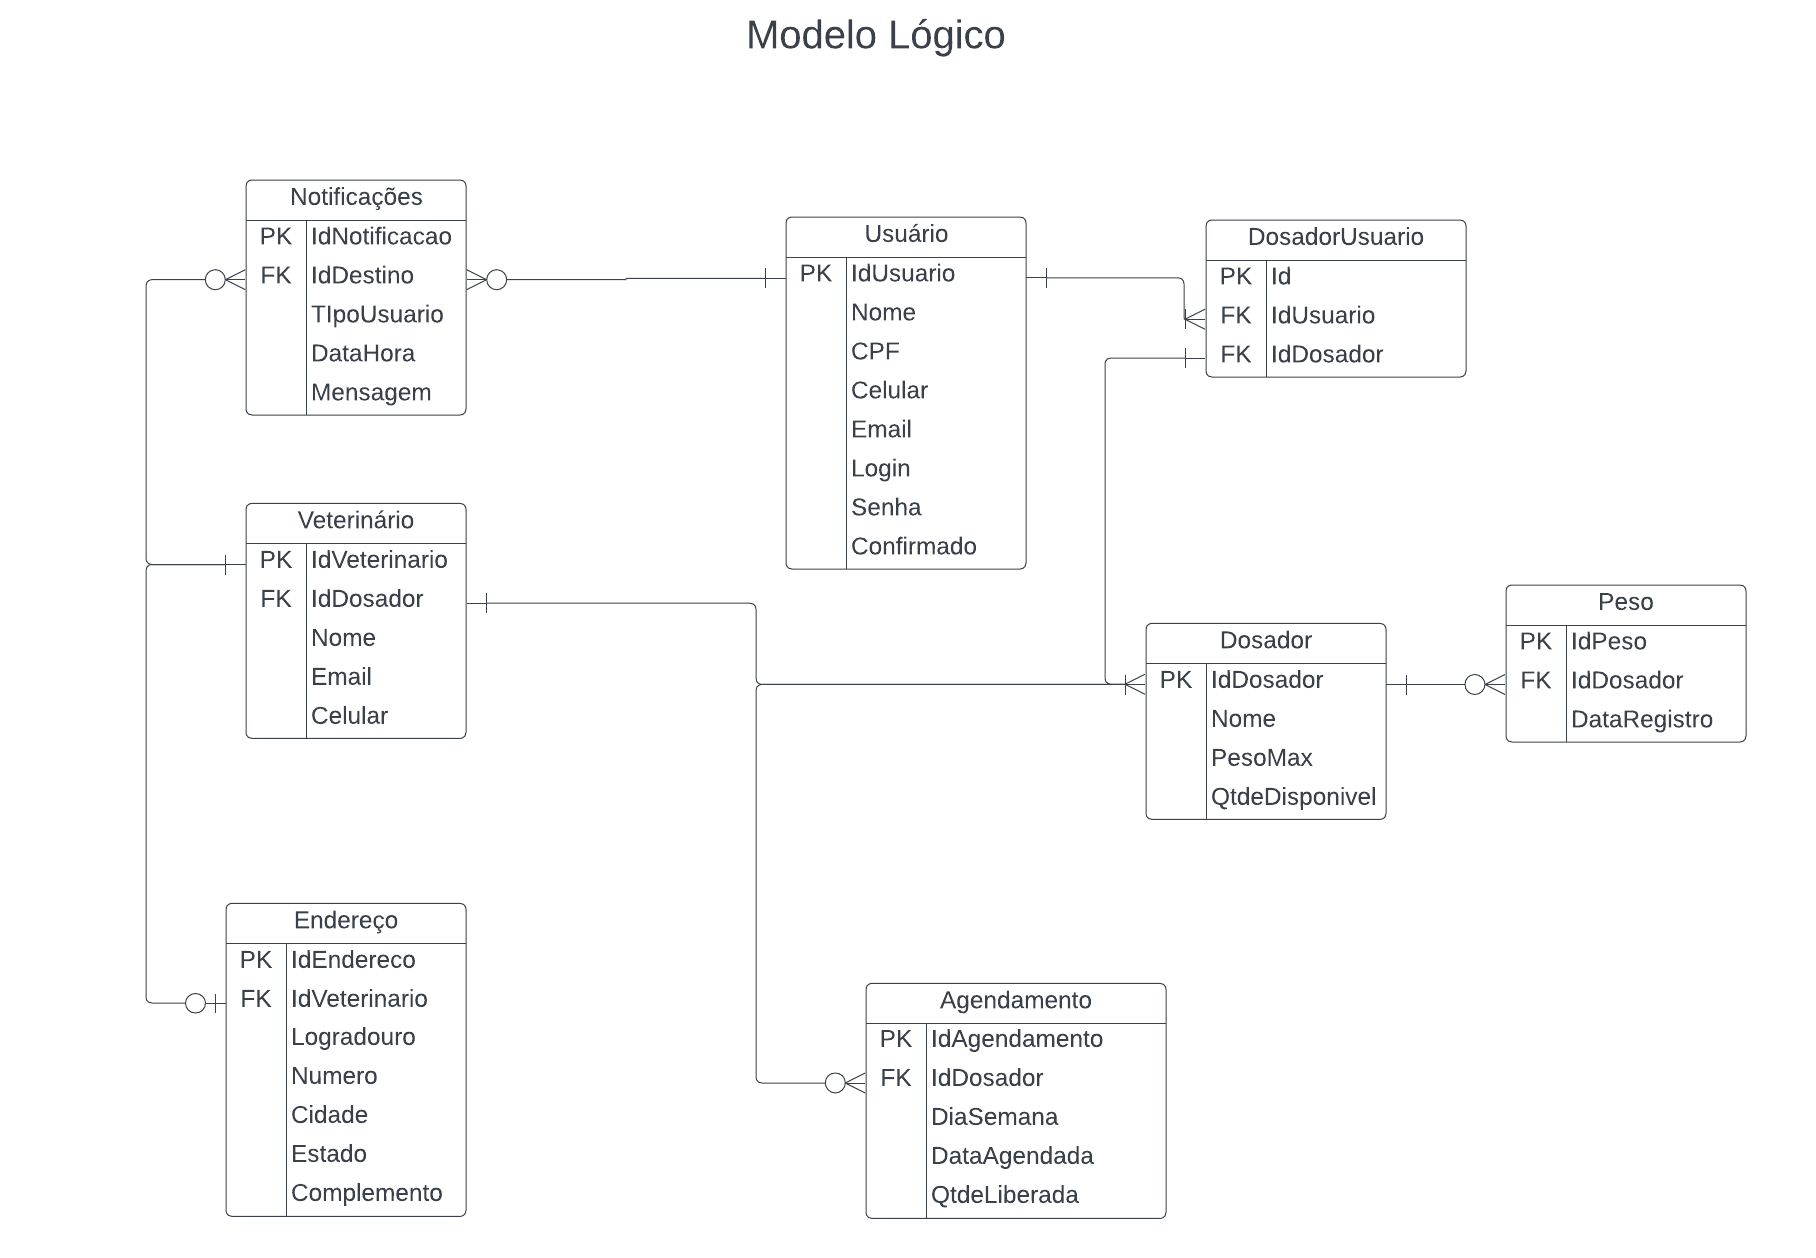 Modelo Lógico
Notificações
PK IdNotificacao
FK IdDestino
TIpoUsuario
DataHora
Mensagem
Usuário
PK IdUsuario
Nome
CPF
Celular
Email
Login
Senha
Confirmado
DosadorUsuario
PK Id
FK IdUsuario
FK IdDosador
Veterinário
PK IdVeterinario
FK IdDosador
Nome
Email
Celular
Dosador
PK IdDosador
Nome
PesoMax
QtdeDisponivel
Peso
PK IdPeso
FK IdDosador
DataRegistro
Endereço
PK IdEndereco
FK IdVeterinario
Logradouro
Numero
Cidade
Estado
Complemento
Agendamento
PK IdAgendamento
FK IdDosador
DiaSemana
DataAgendada
QtdeLiberada